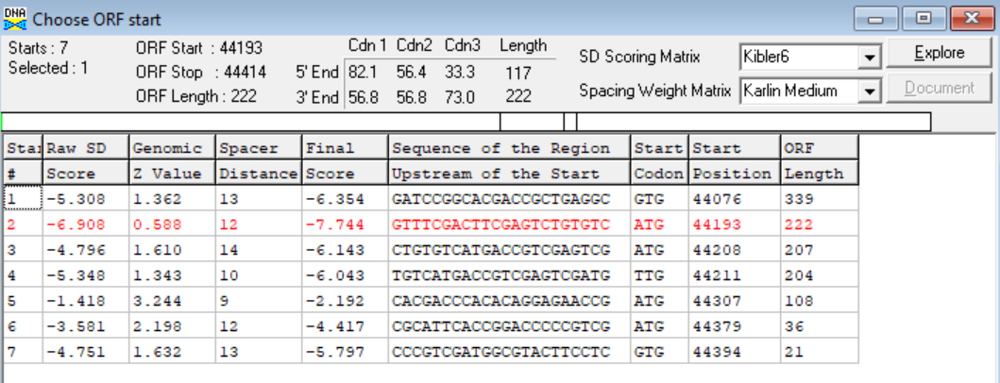 DNA Choose ORF start
Starts : 7 ORF Start : 44193 Cdn 1 Cdn2 Cdn3 Length SD Scoring Matrix Kibler6 Explore
Selected : 1 ORF Stop : 44414 5' End 82.1 56.4 33.3 117
ORF Length : 222 3' End 56.8 56.8 73.0 222 Spacing Weight Matrix Karlin Medium Document
Star Raw SD Genomic Spacer Final Sequence of the Region Start Start ORF
# Score Z Value Distance Score Upstream of the Start Codon Position Length
1 -5.308 1.362 13 -6.354 GATCCGGCACGACCGCTGAGGC GTG 44076 339
2 -6.908 0.588 12 -7.744 GTTTCGACTTCGAGTCTGTGTC ATG 44193 222
3 -4.796 1.610 14 -6.143 CTGTGTCATGACCGTCGAGTCG ATG 44208 207
4 -5.348 1.343 10 -6.043 TGTCATGACCGTCGAGTCGATG TTG 44211 204
5 -1.418 3.244 9 -2.192 CACGACCCACACAGGAGAACCG ATG 44307 108
6 -3.581 2.198 12 -4.417 CGCATTCACCGGACCCCCGTCG ATG 44379 36
7 -4.751 1.632 13 -5.797 CCCGTCGATGGCGTACTTCCTC GTG 44394 21